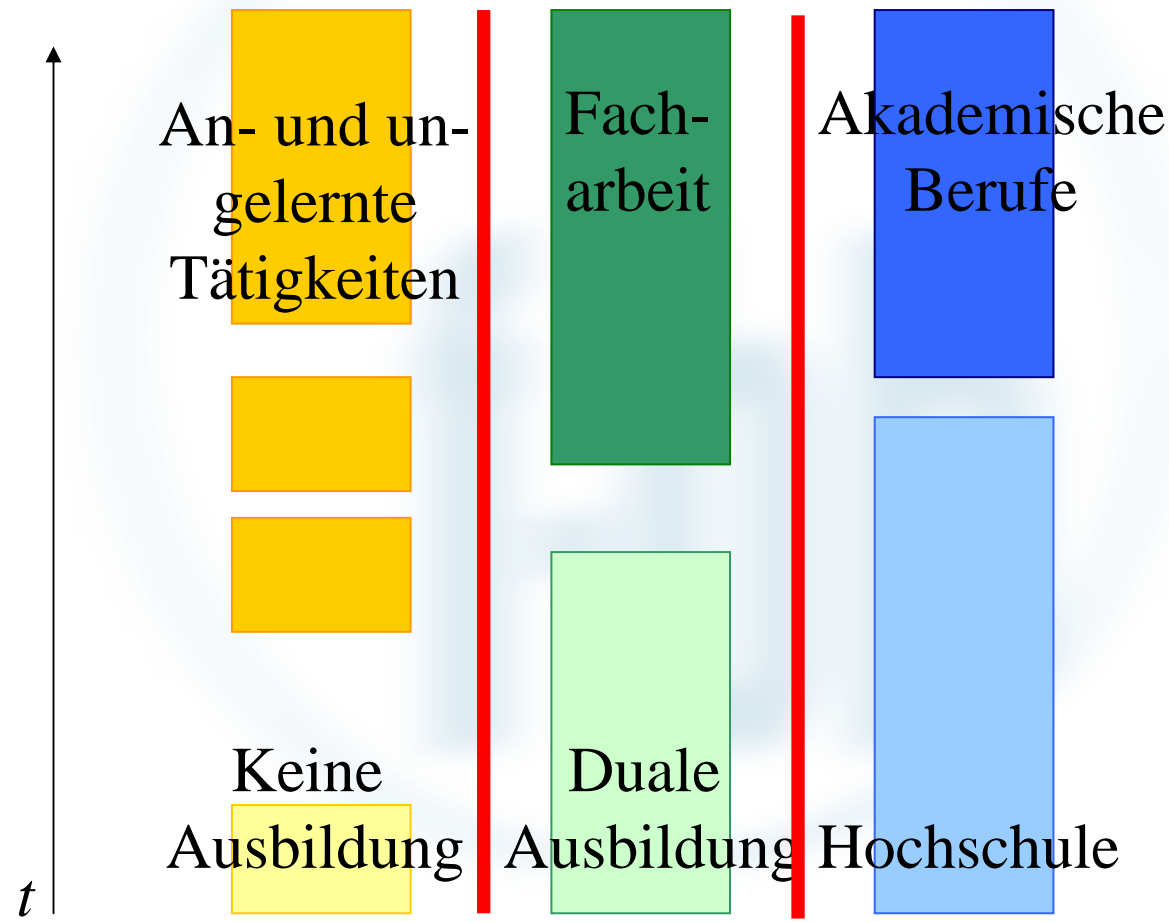 An- und un-
gelernte
Tätigkeiten
Fach-
arbeit
Akademische
Berufe
Keine
Ausbildung
Duale
Ausbildung
Hochschule
t